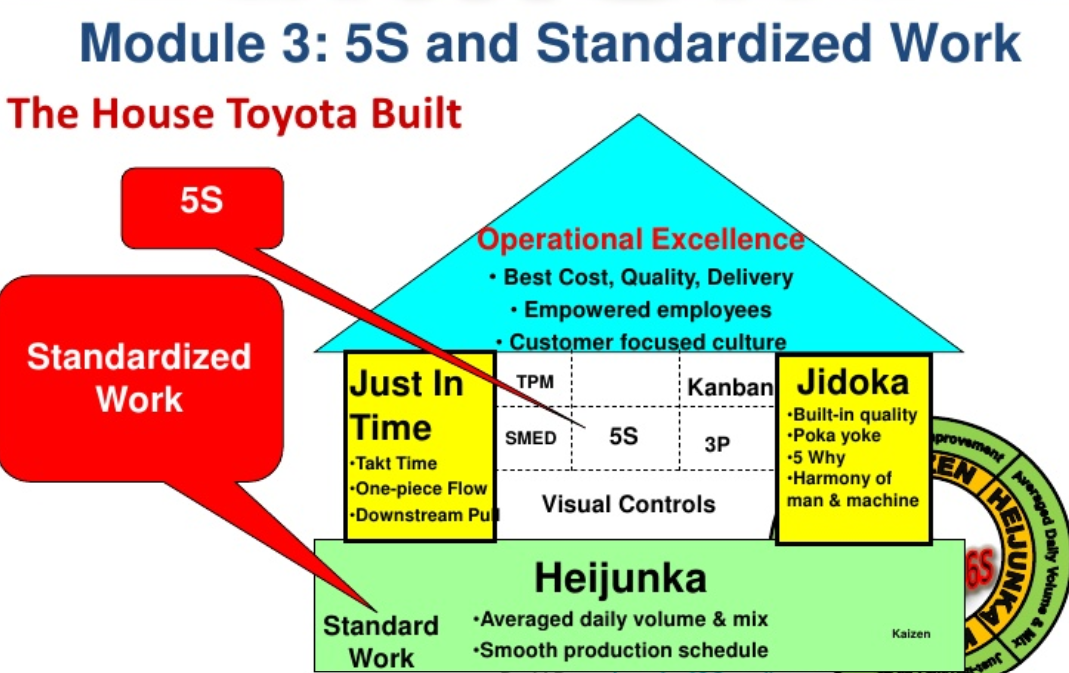 Module 3: 5S and Standardized Work
The House Toyota Built
5S
Standardized
Work
Operational Excellence
• Best Cost, Quality, Delivery
• Empowered employees
• Customer focused culture
Just In
Time
•Takt Time
•One-piece Flow
•Downstream Pull
TPM
Kanban
SMED
5S
3P
Visual Controls
Jidoka
•Built-in quality
•Poka yoke
•5 Why
•Harmony of
man & machine
Heijunka
•Averaged daily volume & mix
•Smooth production schedule
Standard
Work
Kaizen
HEIJUNKA
Averaged Daily Volume & Mix
6S